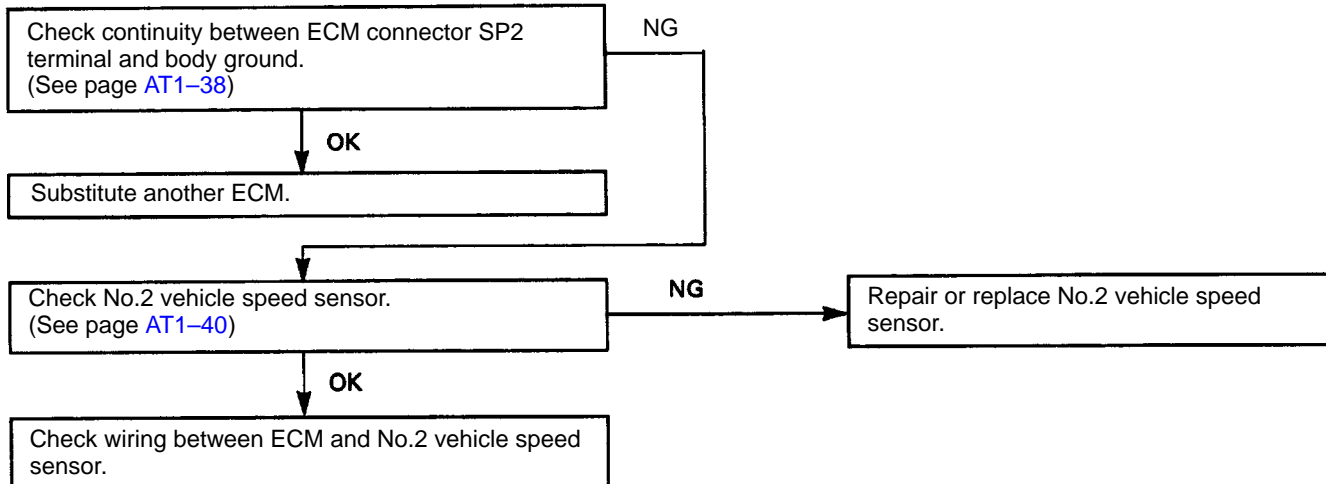 Check continuity between ECM connector SP2
terminal and body ground.
(See page AT1–38)
NG
OK
Substitute another ECM.
Check No.2 vehicle speed sensor.
(See page AT1–40)
NG
Repair or replace No.2 vehicle speed
sensor.
OK
Check wiring between ECM and No.2 vehicle speed
sensor.